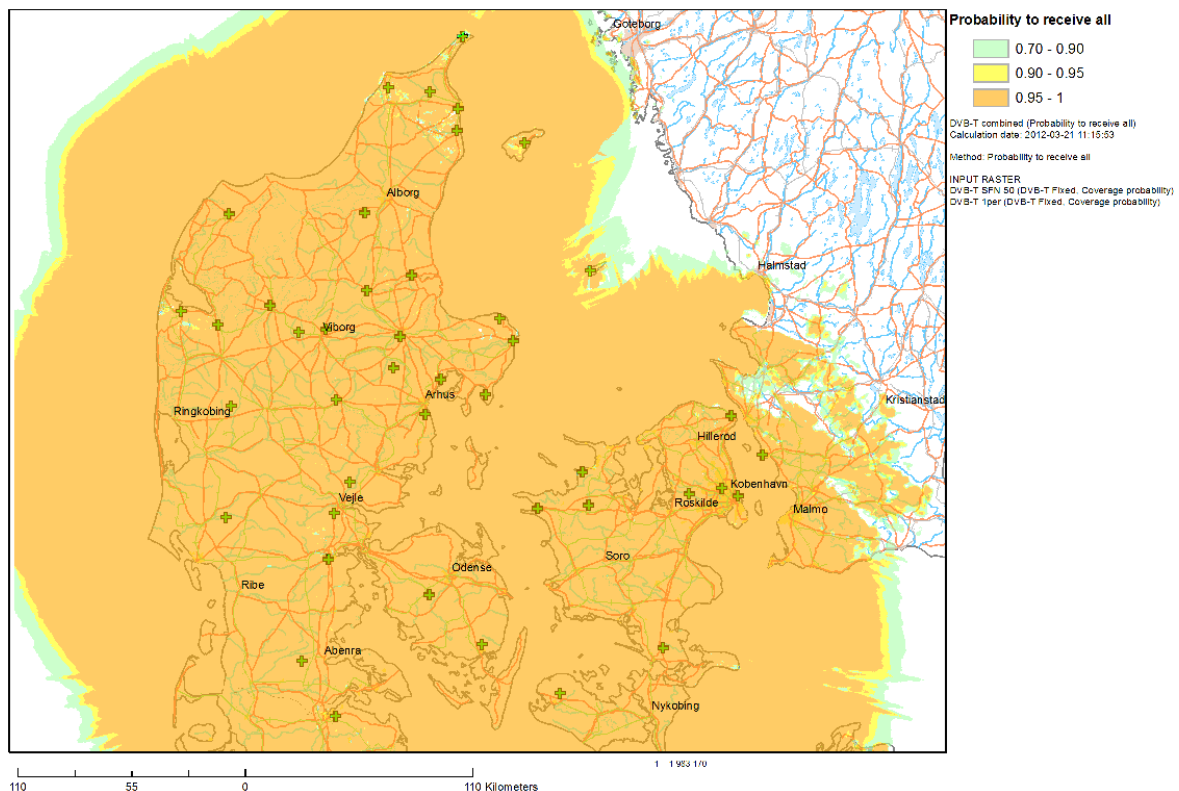 Probability to receive all
0.70 - 0.90
0.90 - 0.95
0.95 - 1
DVB-T combined (Probability to receive all)
Calculation date: 2012-03-21 11:15:53
Method: Probability to receive all
INPUT RASTER
DVB-T SFN 50 (DVB-T Fixed, Coverage probability)
DVB-T 1per (DVB-T Fixed, Coverage probability)
Goteborg
Alborg
Halmstad
Viborg
Arhus
Ringkobing
Kristianstad
Hillerod
Kobenhavn
Roskilde
Malmo
Vejle
Soro
Odense
Ribe
Abenra
Nykobing
110 55 0 110 Kilometers